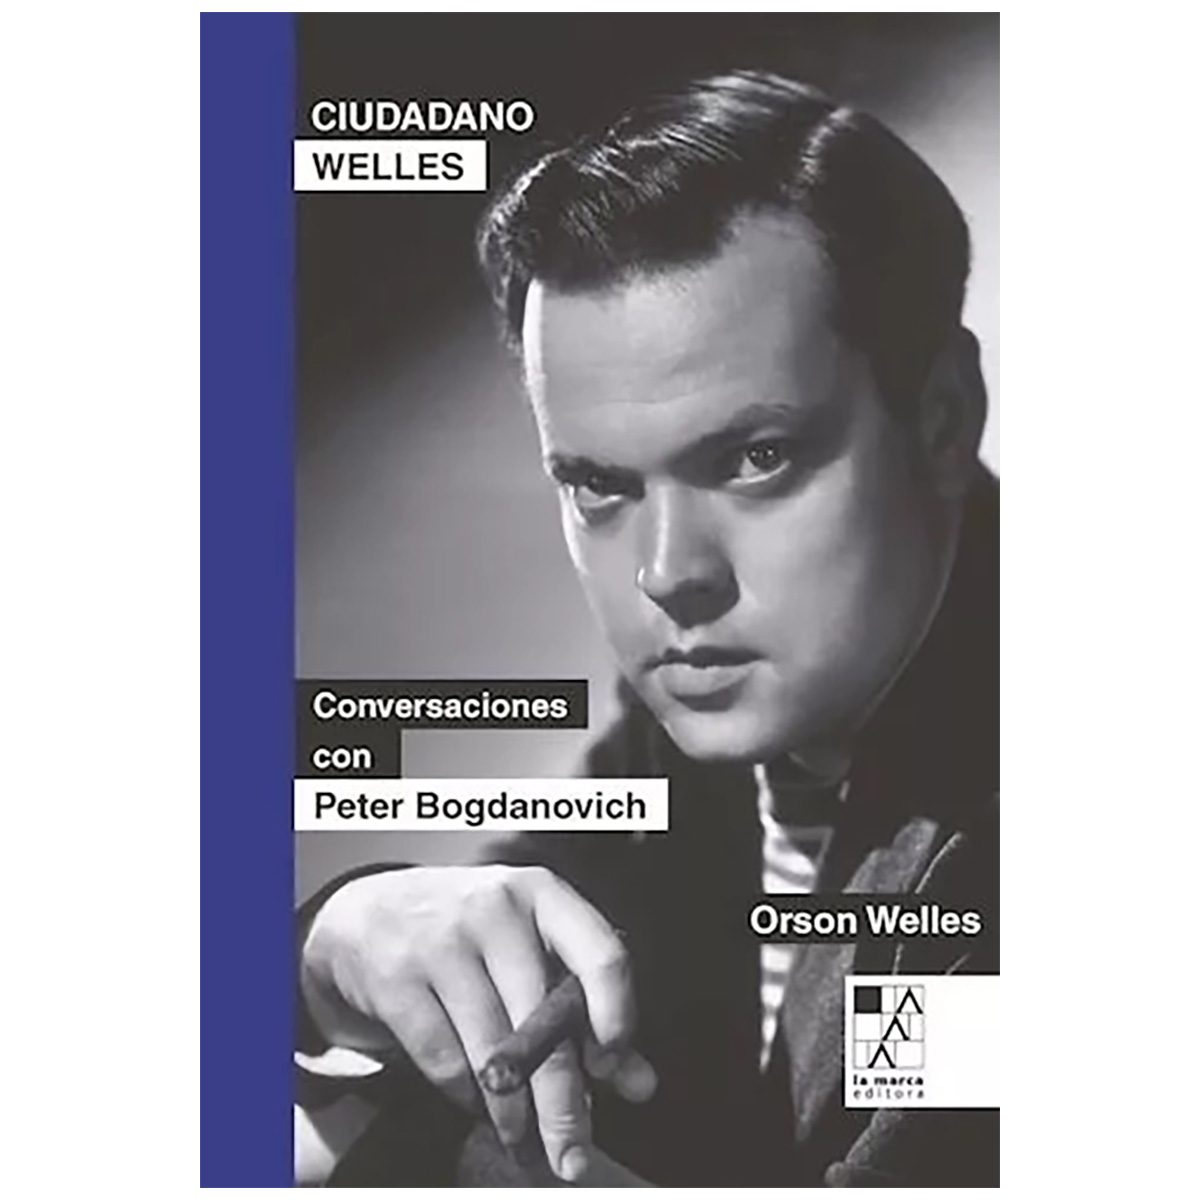 CIUDADANO
WELLES
Conversaciones
con
Peter Bogdanovich
Orson Welles
la marca
editora